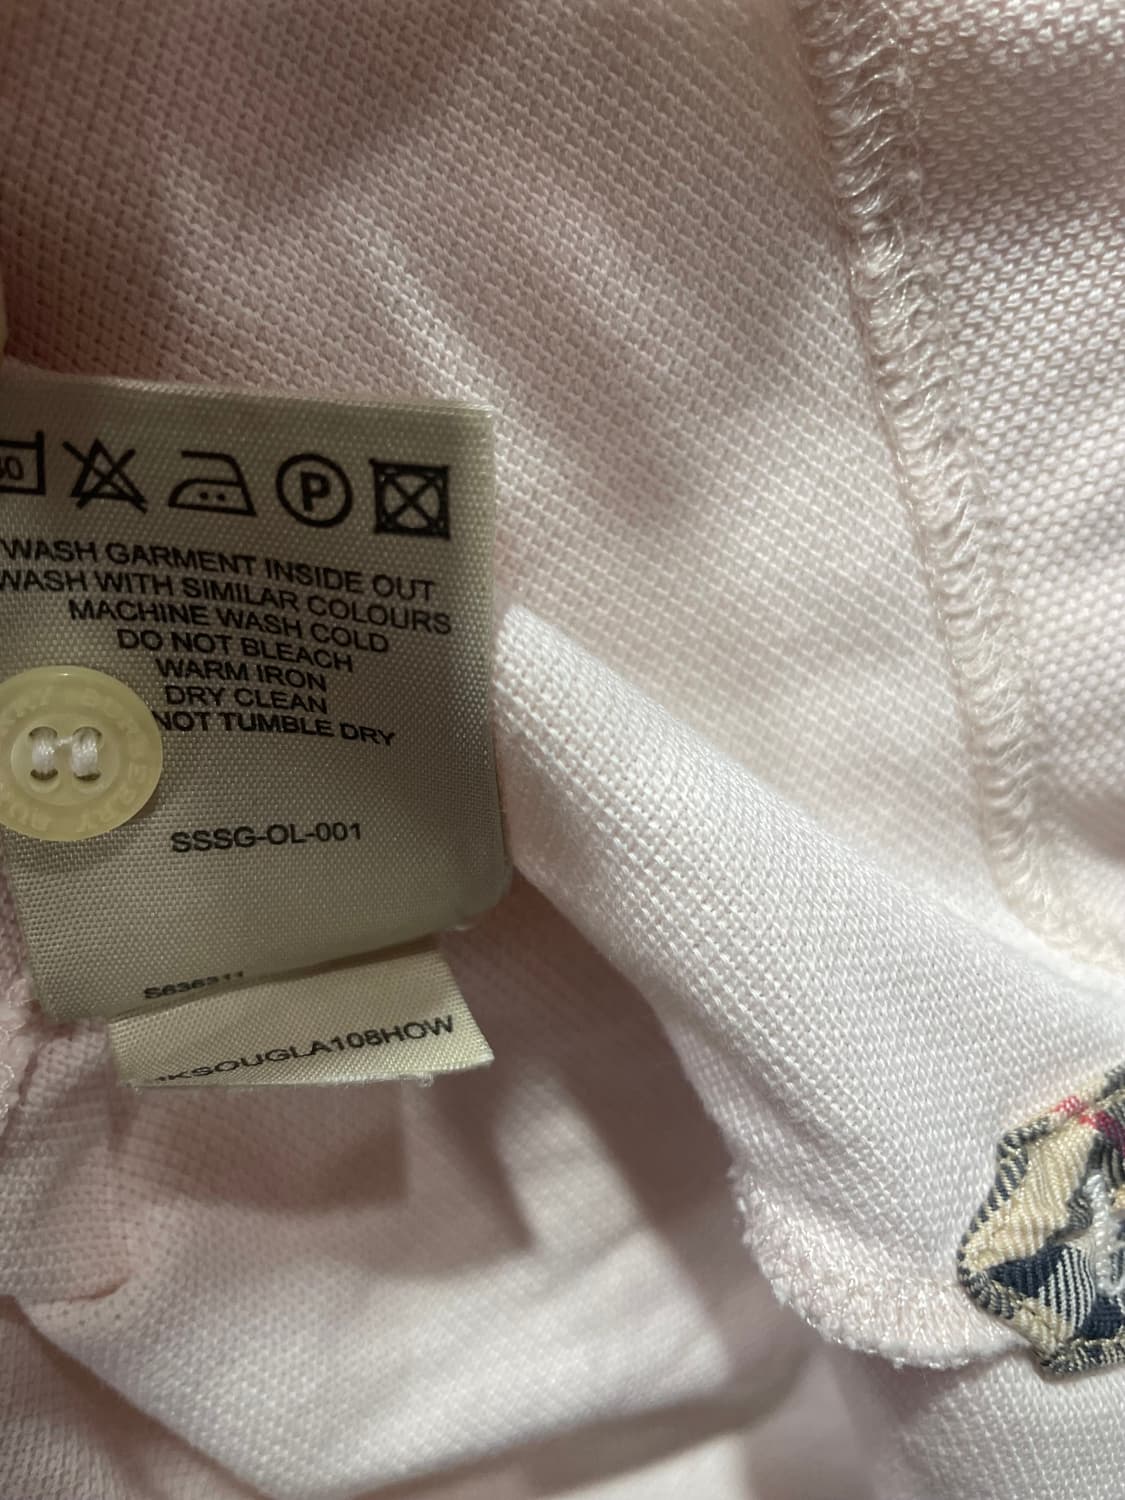 P
WASH GARMENT INSIDE OUT
WASH WITH SIMILAR COLOURS
MACHINE WASH COLD
DO NOT BLEACH
WARM IRON
DRY CLEAN
NOT TUMBLE DRY
SSSG-OL-001
S636311
KSOUGLA108HOW